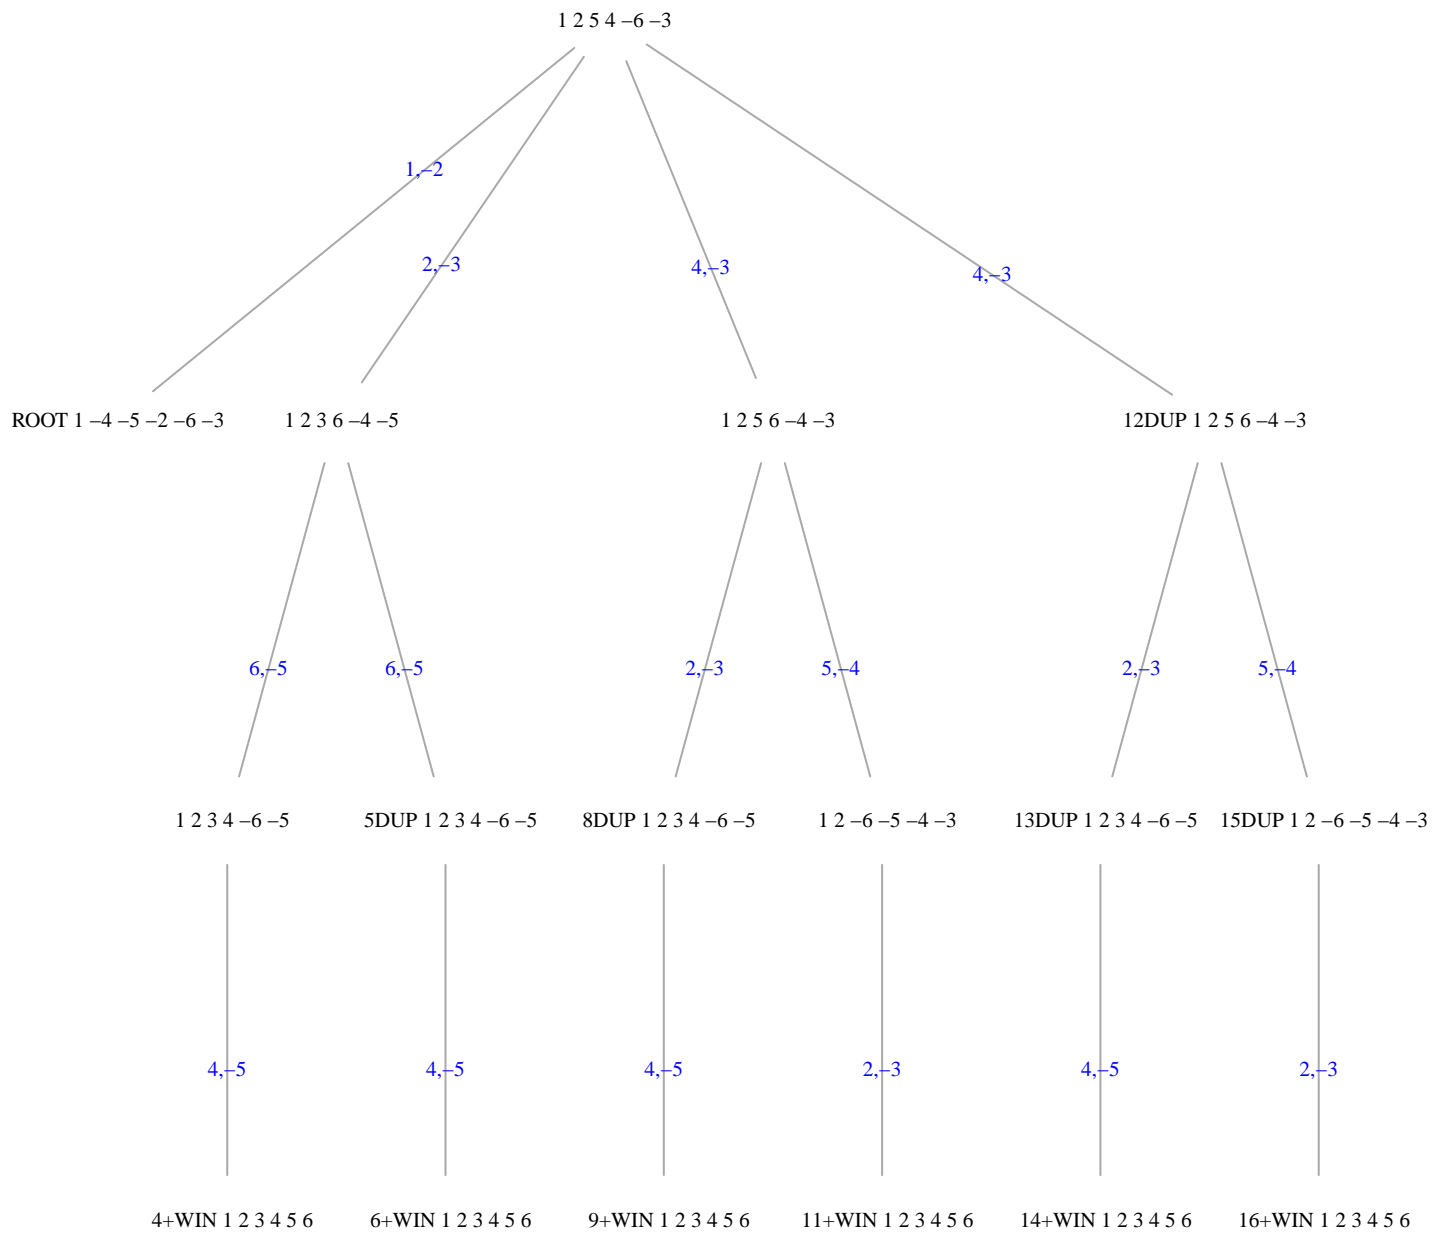 1 2 5 4 –6 –3
1,–2
2,–3
4,–3
4,–3
ROOT 1 –4 –5 –2 –6 –3
1 2 3 6 –4 –5
1 2 5 6 –4 –3
12DUP 1 2 5 6 –4 –3
6,–5
6,–5
2,–3
5,–4
2,–3
5,–4
1 2 3 4 –6 –5
5DUP 1 2 3 4 –6 –5
8DUP 1 2 3 4 –6 –5
1 2 –6 –5 –4 –3
13DUP 1 2 3 4 –6 –5
15DUP 1 2 –6 –5 –4 –3
4,–5
4,–5
4,–5
2,–3
4,–5
2,–3
4+WIN 1 2 3 4 5 6
6+WIN 1 2 3 4 5 6
9+WIN 1 2 3 4 5 6
11+WIN 1 2 3 4 5 6
14+WIN 1 2 3 4 5 6
16+WIN 1 2 3 4 5 6